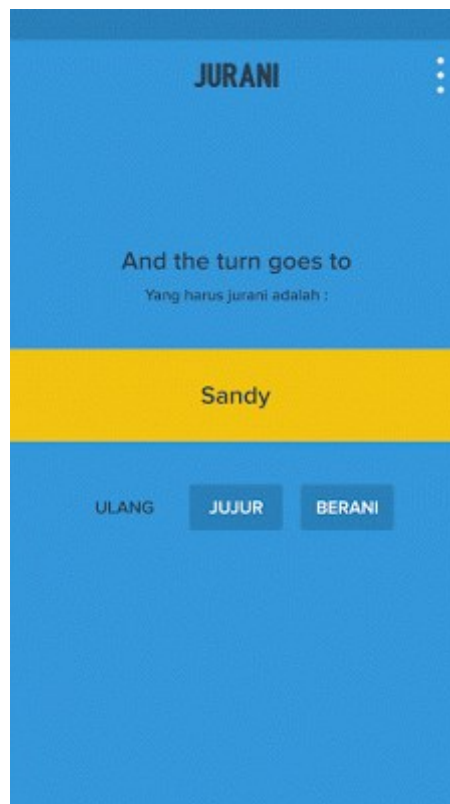 JURANI
And the turn goes to
Yang harus jurani adalah :
Sandy
ULANG JUJUR BERANI